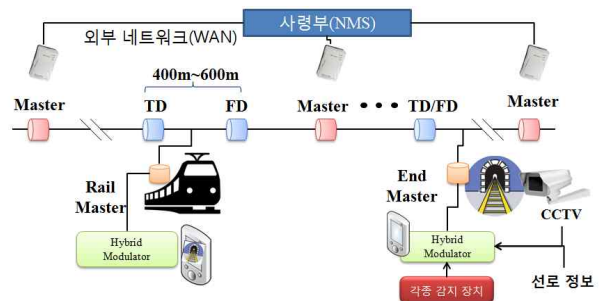 사령부(NMS)
외부 네트워크(WAN)
400m~600m
Master
TD
FD
Master
TD/FD
Master
Rail
Master
End
Master
CCTV
Hybrid
Modulator
Hybrid
Modulator
선로 정보
각종 감지 장치